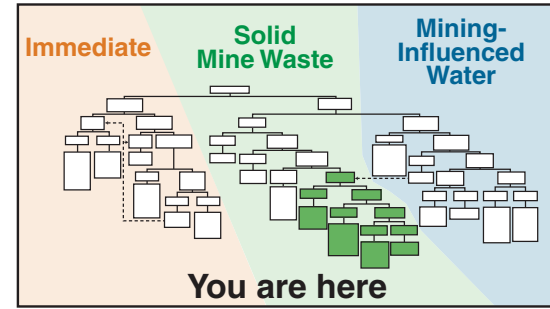 Immediate
Solid
Mine Waste
Mining-
Influenced
Water
You are here